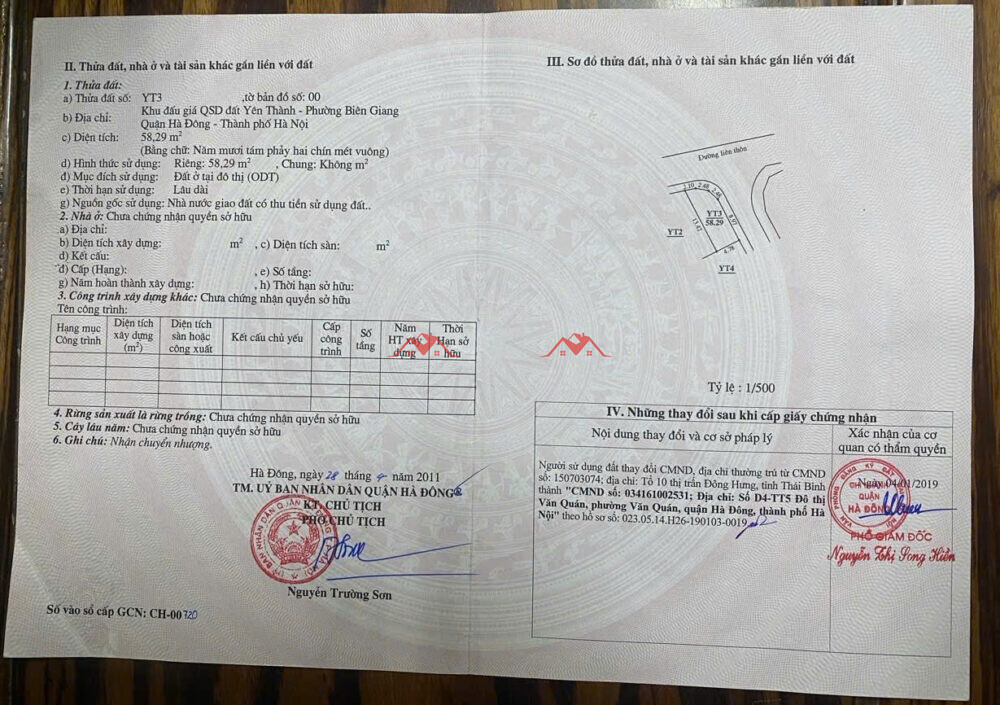 II. Thửa đất, nhà ở và tài sản khác gắn liền với đất
1. Thửa đất:
a) Thửa đất số: YT3 ,tờ bản đồ số: 00
b) Địa chỉ: Khu đấu giá QSD đất Yên Thành - Phường Biên Giang
Quận Hà Đông - Thành phố Hà Nội
c) Diện tích: 58,29 m²
(Bằng chữ: Năm mươi tám phảy hai chín mét vuông)
d) Hình thức sử dụng: Riêng: 58,29 m² , Chung: Không m²
đ) Mục đích sử dụng: Đất ở tại đô thị (ODT)
e) Thời hạn sử dụng: Lâu dài
g) Nguồn gốc sử dụng: Nhà nước giao đất có thu tiền sử dụng đất..
2. Nhà ở: Chưa chứng nhận quyền sở hữu
a) Địa chỉ:
b) Diện tích xây dựng: m² , c) Diện tích sàn: m²
d) Kết cấu:
đ) Cấp (Hạng): , e) Số tầng:
g) Năm hoàn thành xây dựng: , h) Thời hạn sở hữu:
3. Công trình xây dựng khác: Chưa chứng nhận quyền sở hữu
Tên công trình:
Hạng mục Công trình | Diện tích xây dựng (m²) | Diện tích sàn hoặc công xuất | Kết cấu chủ yếu | Cấp công trình | Số tầng | Năm HT xây dựng | Thời Hạn sở hữu
4. Rừng sản xuất là rừng trồng: Chưa chứng nhận quyền sở hữu
5. Cây lâu năm: Chưa chứng nhận quyền sở hữu
6. Ghi chú: Nhận chuyển nhượng.
Hà Đông, ngày 28 tháng 4 năm 2011
TM. UỶ BAN NHÂN DÂN QUẬN HÀ ĐÔNG
KT. CHỦ TỊCH
PHÓ CHỦ TỊCH
Nguyễn Trường Sơn
Số vào sổ cấp GCN: CH-00720
III. Sơ đồ thửa đất, nhà ở và tài sản khác gắn liền với đất
Đường liên thôn
2.10 2.48 2.48
YT3
58.29
8.97
13.42
YT2
4.78
YT4
Tỷ lệ : 1/500
IV. Những thay đổi sau khi cấp giấy chứng nhận
Nội dung thay đổi và cơ sở pháp lý
Xác nhận của cơ
quan có thẩm quyền
Người sử dụng đất thay đổi CMND, địa chỉ thường trú từ CMND
số: 150703074; địa chỉ: Tổ 10 thị trấn Đông Hưng, tỉnh Thái Bình
thành "CMND số: 034161002531; Địa chỉ: Số D4-TT5 Đô thị
Văn Quán, phường Văn Quán, quận Hà Đông, thành phố Hà
Nội" theo hồ sơ số: 023.05.14.H26-190103-0019
Ngày 04/01/2019
CHI NHÁNH
QUẬN
HÀ ĐÔNG
PHÓ GIÁM ĐỐC
Nguyễn Thị Song Hiền